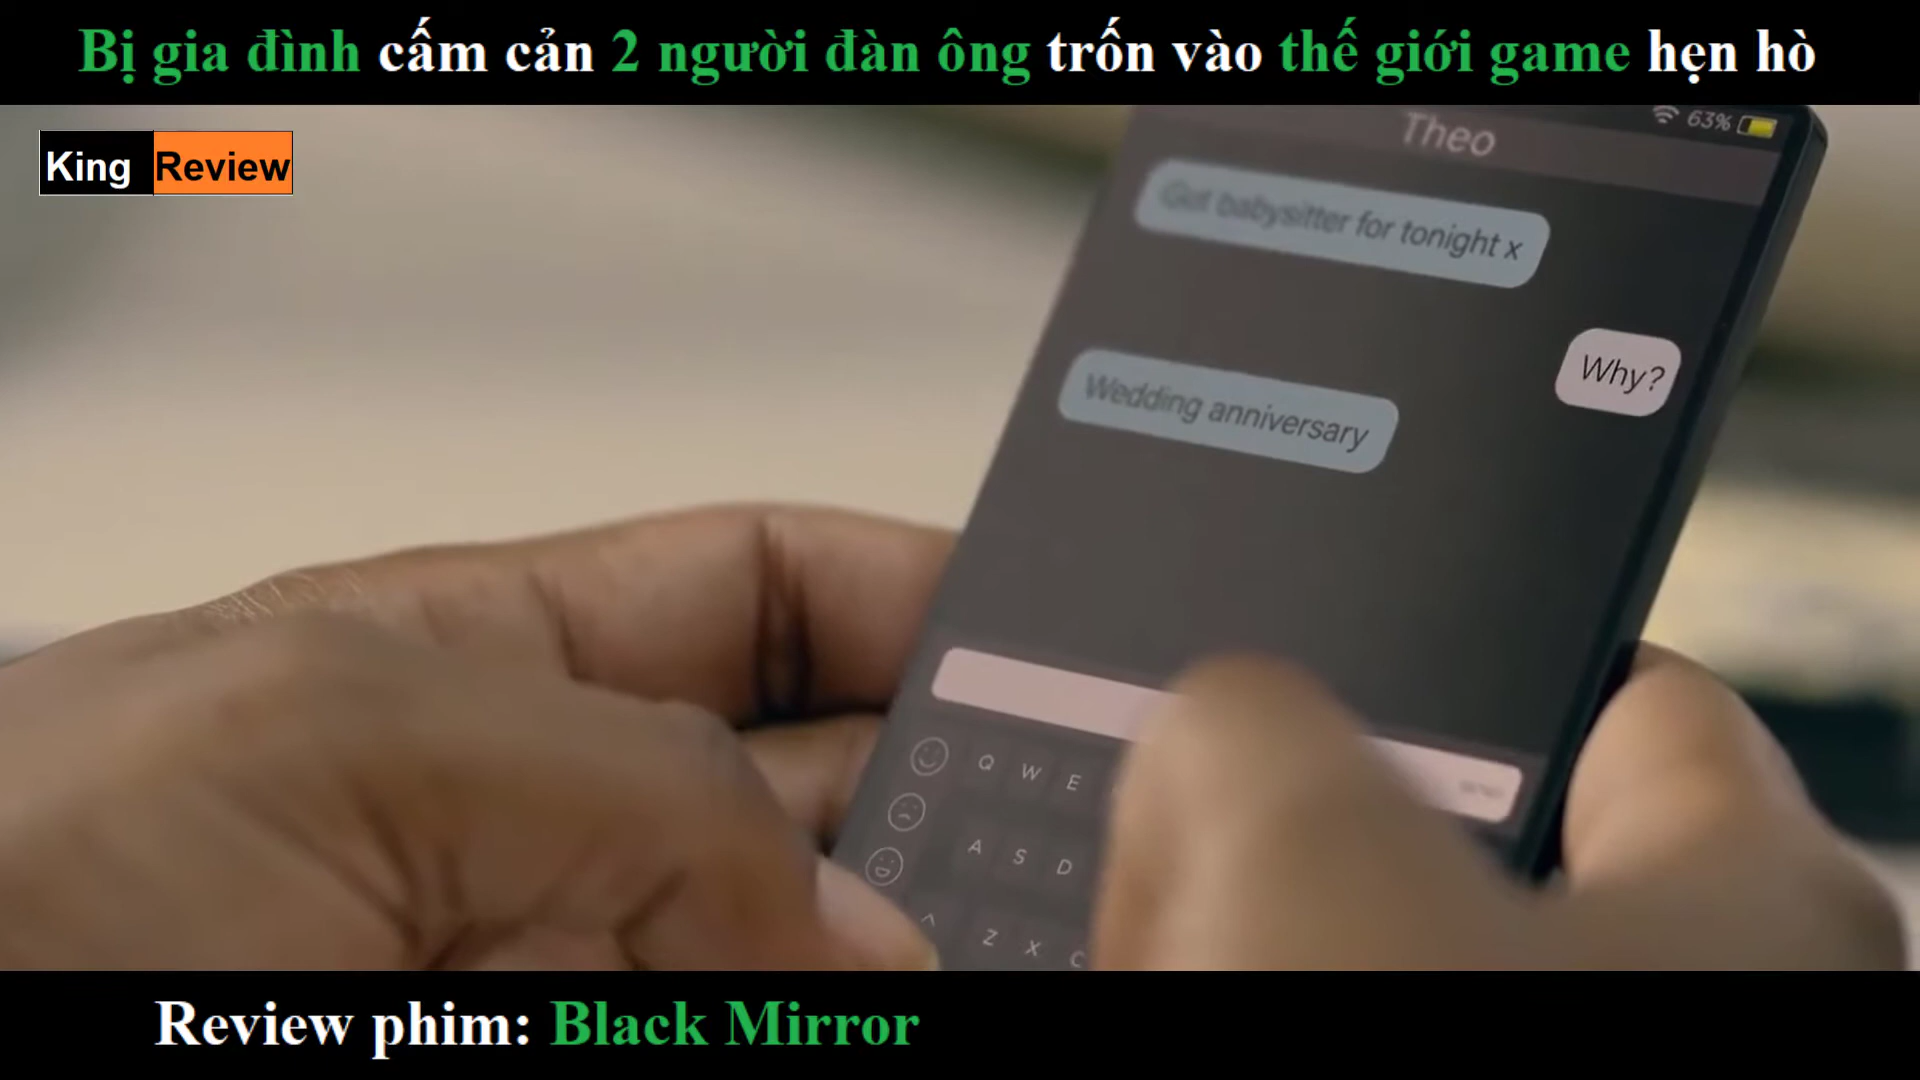 Bị gia đình cấm cản 2 người đàn ông trốn vào thế giới game hẹn hò
King Review
63%
Theo
Got babysitter for tonight x
Why?
Wedding anniversary
Q W E
A S D
^ Z X C
Review phim: Black Mirror